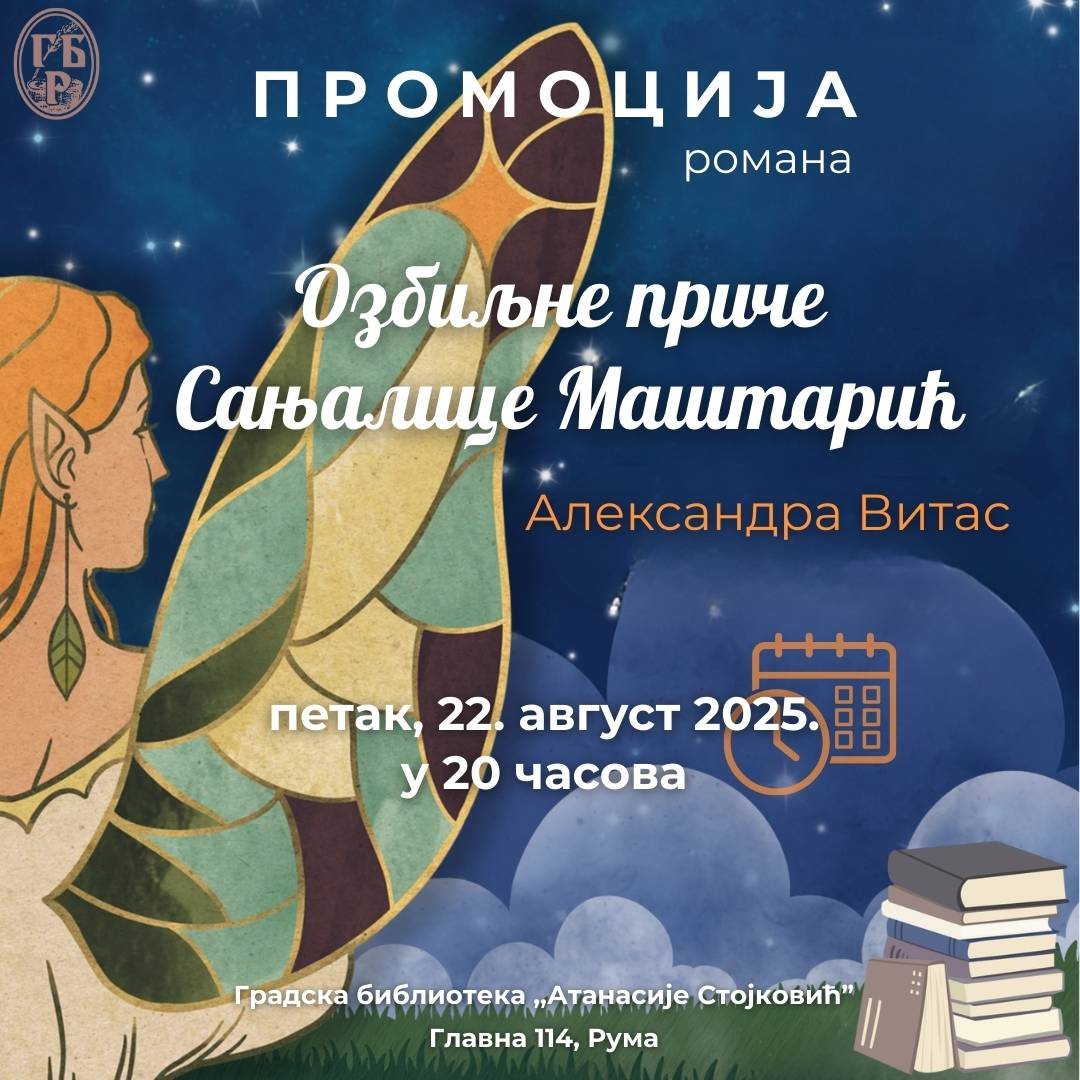 ГБ
Р
ПРОМОЦИЈА
романа
Озбиљне приче
Сањалице Маштарић
Александра Витас
петак, 22. август 2025.
у 20 часова
Градска библиотека „Атанасије Стојковић”
Главна 114, Рума